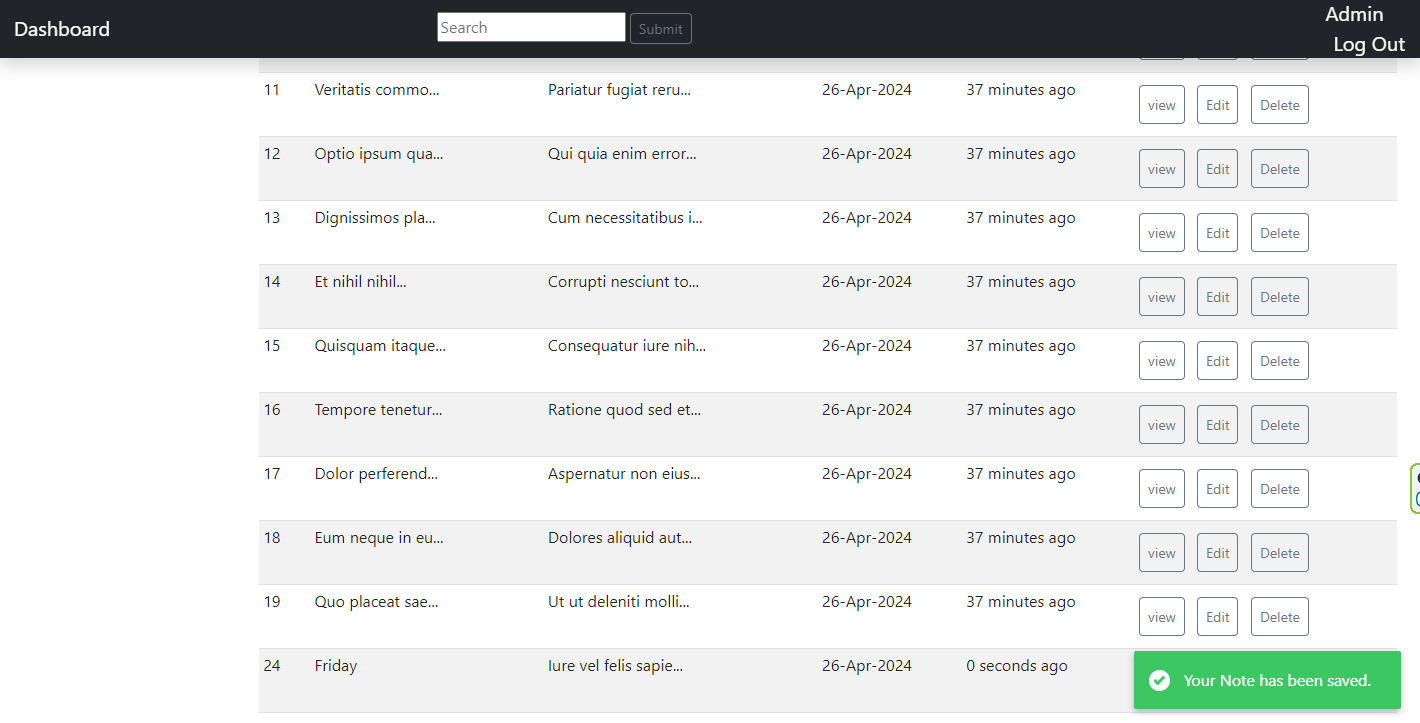 Dashboard
Search Submit
Admin
Log Out
11 Veritatis commo... Pariatur fugiat reru... 26-Apr-2024 37 minutes ago view Edit Delete
12 Optio ipsum qua... Qui quia enim error... 26-Apr-2024 37 minutes ago view Edit Delete
13 Dignissimos pla... Cum necessitatibus i... 26-Apr-2024 37 minutes ago view Edit Delete
14 Et nihil nihil... Corrupti nesciunt to... 26-Apr-2024 37 minutes ago view Edit Delete
15 Quisquam itaque... Consequatur iure nih... 26-Apr-2024 37 minutes ago view Edit Delete
16 Tempore tenetur... Ratione quod sed et... 26-Apr-2024 37 minutes ago view Edit Delete
17 Dolor perferend... Aspernatur non eius... 26-Apr-2024 37 minutes ago view Edit Delete
18 Eum neque in eu... Dolores aliquid aut... 26-Apr-2024 37 minutes ago view Edit Delete
19 Quo placeat sae... Ut ut deleniti molli... 26-Apr-2024 37 minutes ago view Edit Delete
24 Friday Iure vel felis sapie... 26-Apr-2024 0 seconds ago
Your Note has been saved.